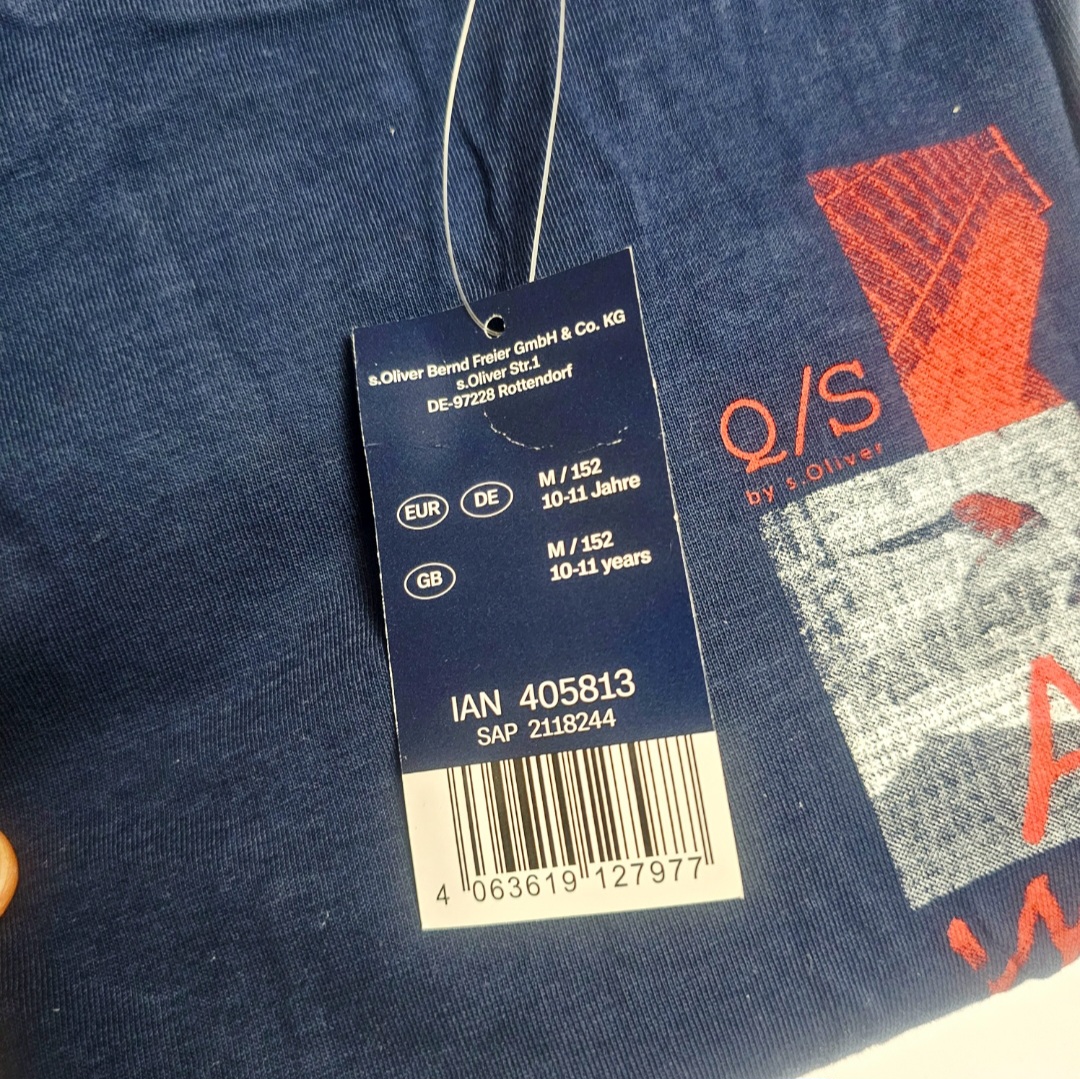 s.Oliver Bernd Freier GmbH & Co. KG
s.Oliver Str.1
DE-97228 Rottendorf
EUR DE M / 152
10-11 Jahre
GB M / 152
10-11 years
IAN 405813
SAP 2118244
4 063619 127977
Q/S
by s.Oliver
A